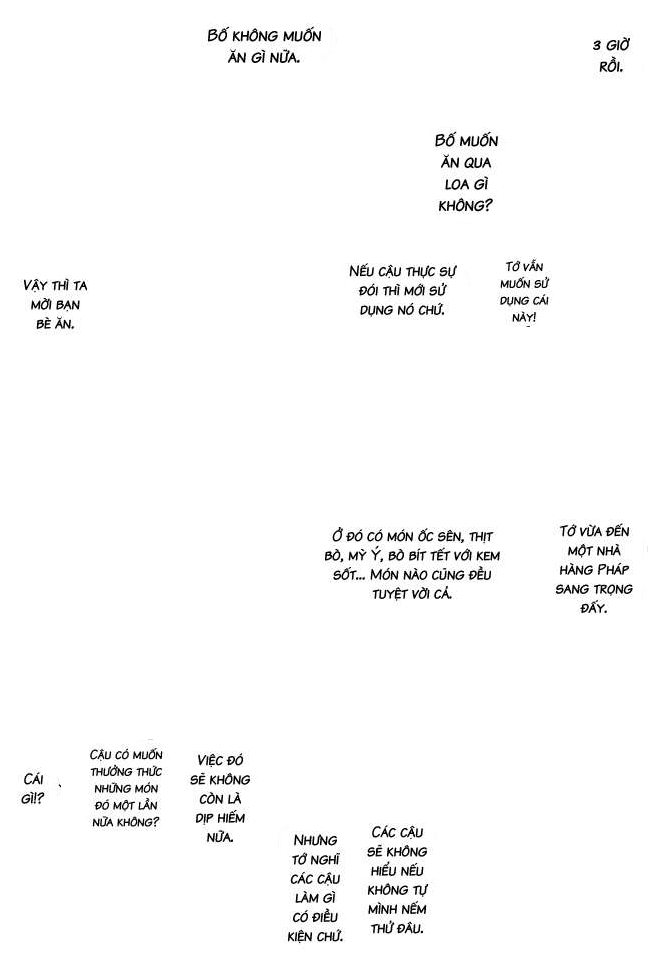 3 GIỜ
RỒI.
BỐ KHÔNG MUỐN
ĂN GÌ NỮA.
BỐ MUỐN
ĂN QUA
LOA GÌ
KHÔNG?
TỚ VẪN
MUỐN SỬ
DỤNG CÁI
NÀY!
NẾU CẬU THỰC SỰ
ĐÓI THÌ MỚI SỬ
DỤNG NÓ CHỨ.
VẬY THÌ TA
MỜI BẠN
BÈ ĂN.
TỚ VỪA ĐẾN
MỘT NHÀ
HÀNG PHÁP
SANG TRỌNG
ĐẤY.
Ở ĐÓ CÓ MÓN ỐC SÊN, THỊT
BÒ, MỲ Ý, BÒ BÍT TẾT VỚI KEM
SỐT... MÓN NÀO CŨNG ĐỀU
TUYỆT VỜI CẢ.
CÁC CẬU
SẼ KHÔNG
HIỂU NẾU
KHÔNG TỰ
MÌNH NẾM
THỬ ĐÂU.
NHƯNG
TỚ NGHĨ
CÁC CẬU
LÀM GÌ
CÓ ĐIỀU
KIỆN CHỨ.
VIỆC ĐÓ
SẼ KHÔNG
CÒN LÀ
DỊP HIẾM
NỮA.
CẬU CÓ MUỐN
THƯỞNG THỨC
NHỮNG MÓN
ĐÓ MỘT LẦN
NỮA KHÔNG?
CÁI
GÌ!?